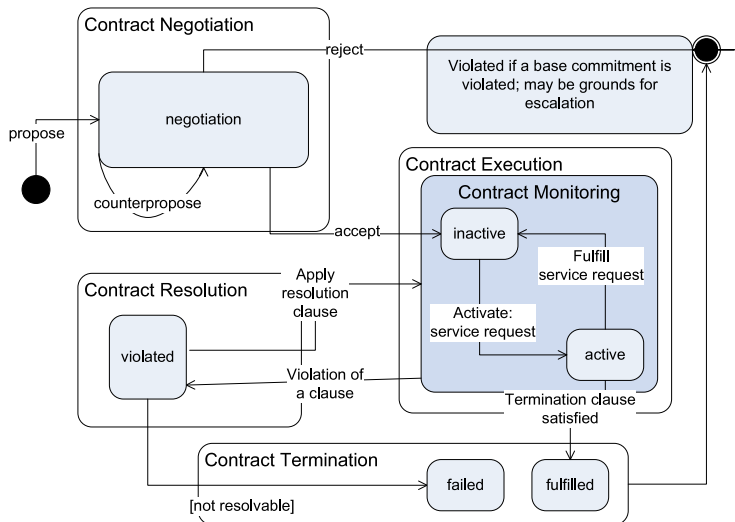 Contract Negotiation
reject
Violated if a base commitment is
violated; may be grounds for
escalation
negotiation
propose
counterpropose
Contract Execution
Contract Monitoring
accept
inactive
Fulfill
service request
Contract Resolution
Apply
resolution
clause
Activate:
service request
violated
active
Violation of
a clause
Termination clause
satisfied
Contract Termination
failed
fulfilled
[not resolvable]